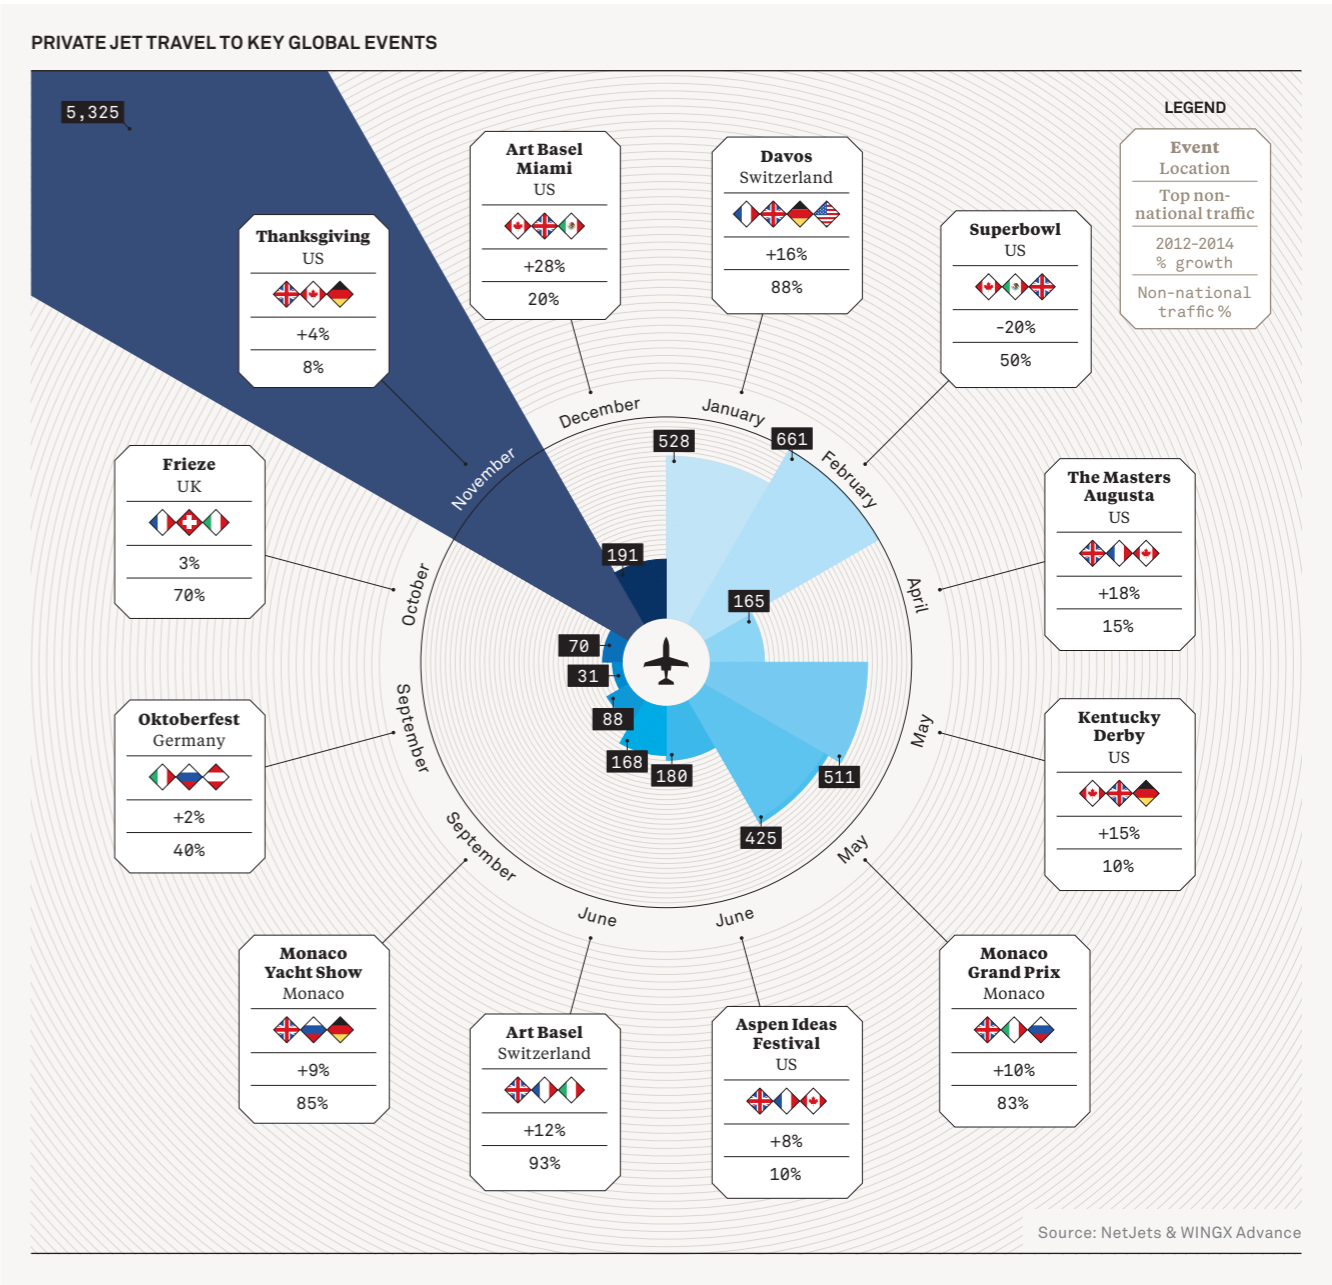 PRIVATE JET TRAVEL TO KEY GLOBAL EVENTS
5,325
LEGEND
Event
Location
Top non-
national traffic
2012-2014
% growth
Non-national
traffic %
Art Basel
Miami
US
+28%
20%
Davos
Switzerland
+16%
88%
Superbowl
US
-20%
50%
Thanksgiving
US
+4%
8%
Frieze
UK
3%
70%
The Masters
Augusta
US
+18%
15%
Oktoberfest
Germany
+2%
40%
Kentucky
Derby
US
+15%
10%
Monaco
Yacht Show
Monaco
+9%
85%
Art Basel
Switzerland
+12%
93%
Aspen Ideas
Festival
US
+8%
10%
Monaco
Grand Prix
Monaco
+10%
83%
December
January
February
April
May
May
June
June
September
September
October
November
528
661
165
511
425
180
168
88
31
70
191
Source: NetJets & WINGX Advance